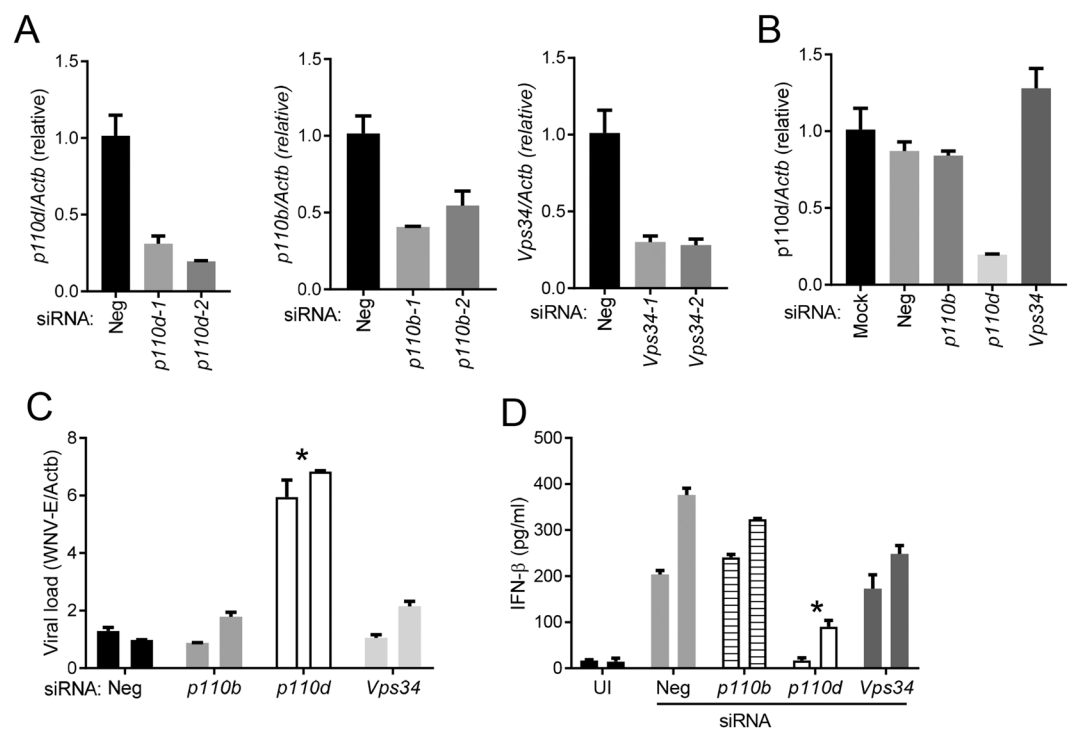 A
p110d/Actb (relative)
1.5
1.0
0.5
0.0
siRNA:
Neg
p110d-1
p110d-2
p110b/Actb (relative)
1.5
1.0
0.5
0.0
siRNA:
Neg
p110b-1
p110b-2
Vps34/Actb (relative)
1.5
1.0
0.5
0.0
siRNA:
Neg
Vps34-1
Vps34-2
B
p110d/Actb (relative)
1.5
1.0
0.5
0.0
siRNA:
Mock
Neg
p110b
p110d
Vps34
C
Viral load (WNV-E/Actb)
8
6
4
2
0
*
siRNA: Neg p110b p110d Vps34
D
IFN-β (pg/ml)
500
400
300
200
100
0
*
UI Neg p110b p110d Vps34
siRNA